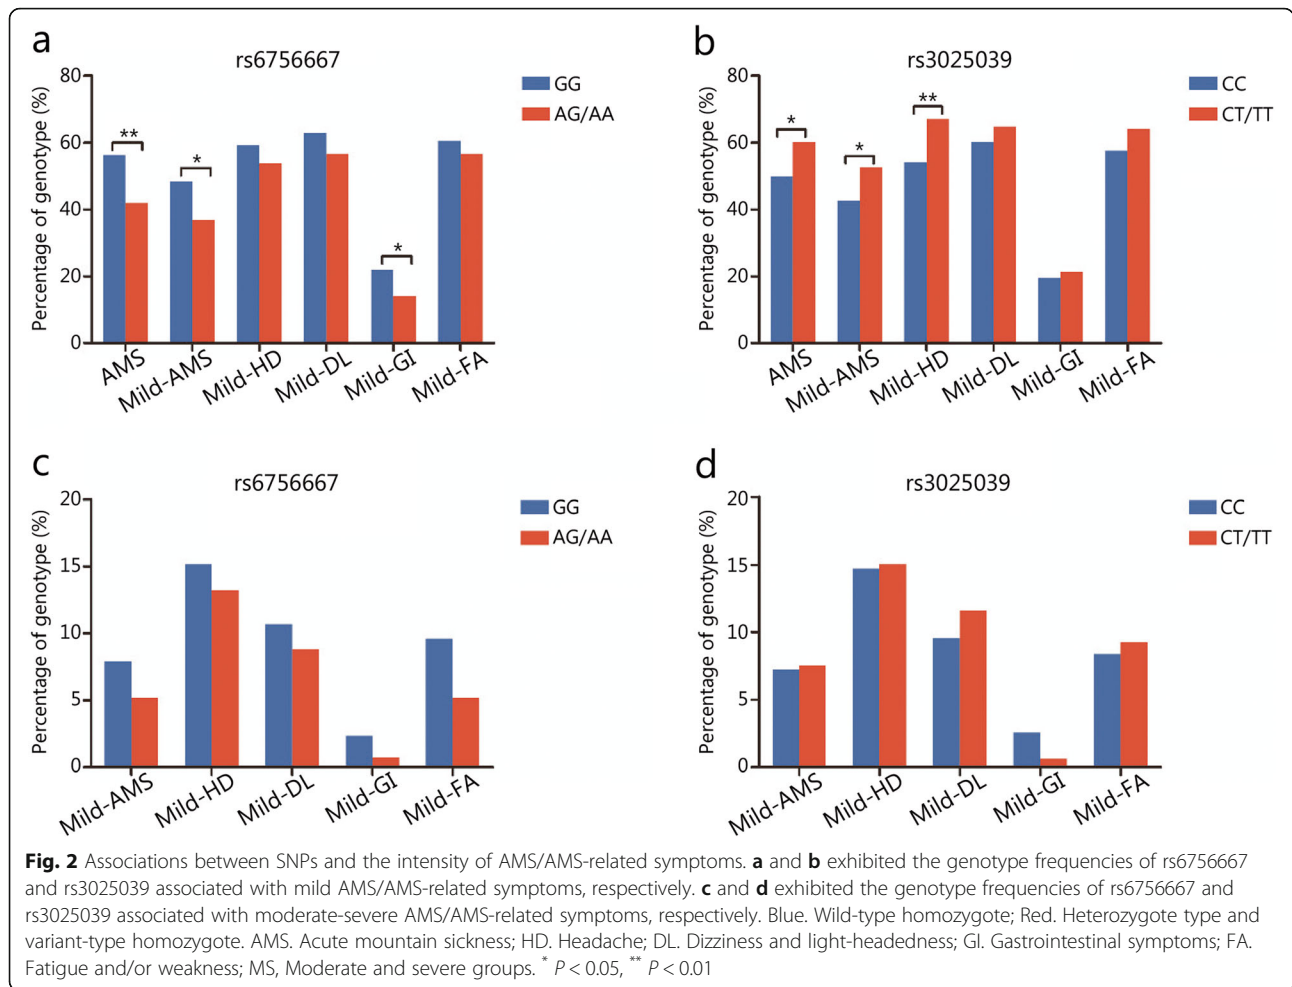 a
rs6756667
GG
AG/AA
Percentage of genotype (%)
80
60
40
20
0
**
*
*
AMS
Mild-AMS
Mild-HD
Mild-DL
Mild-GI
Mild-FA
b
rs3025039
CC
CT/TT
Percentage of genotype (%)
80
60
40
20
0
*
*
**
AMS
Mild-AMS
Mild-HD
Mild-DL
Mild-GI
Mild-FA
c
rs6756667
GG
AG/AA
Percentage of genotype (%)
20
15
10
5
0
Mild-AMS
Mild-HD
Mild-DL
Mild-GI
Mild-FA
d
rs3025039
CC
CT/TT
Percentage of genotype (%)
20
15
10
5
0
Mild-AMS
Mild-HD
Mild-DL
Mild-GI
Mild-FA
Fig. 2 Associations between SNPs and the intensity of AMS/AMS-related symptoms. a and b exhibited the genotype frequencies of rs6756667
and rs3025039 associated with mild AMS/AMS-related symptoms, respectively. c and d exhibited the genotype frequencies of rs6756667 and
rs3025039 associated with moderate-severe AMS/AMS-related symptoms, respectively. Blue. Wild-type homozygote; Red. Heterozygote type and
variant-type homozygote. AMS. Acute mountain sickness; HD. Headache; DL. Dizziness and light-headedness; GI. Gastrointestinal symptoms; FA.
Fatigue and/or weakness; MS, Moderate and severe groups. * P < 0.05, ** P < 0.01